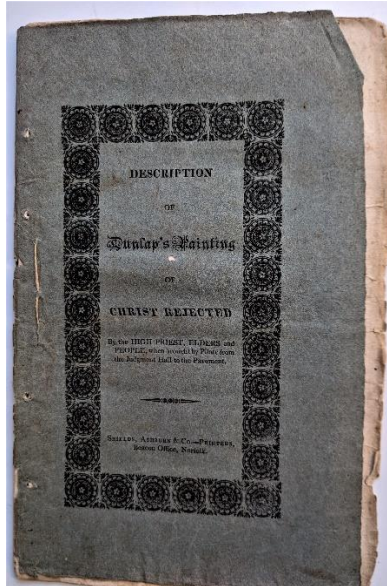 DESCRIPTION
OF
Dunlap's Painting
OF
CHRIST REJECTED
By the HIGH PRIEST, ELDERS and
PEOPLE, when brought by Pilate from
the Judgment Hall to the Pavement.
SHIELDS, ASHBURN & CO.—PRINTERS,
Beacon Office, Norfolk.